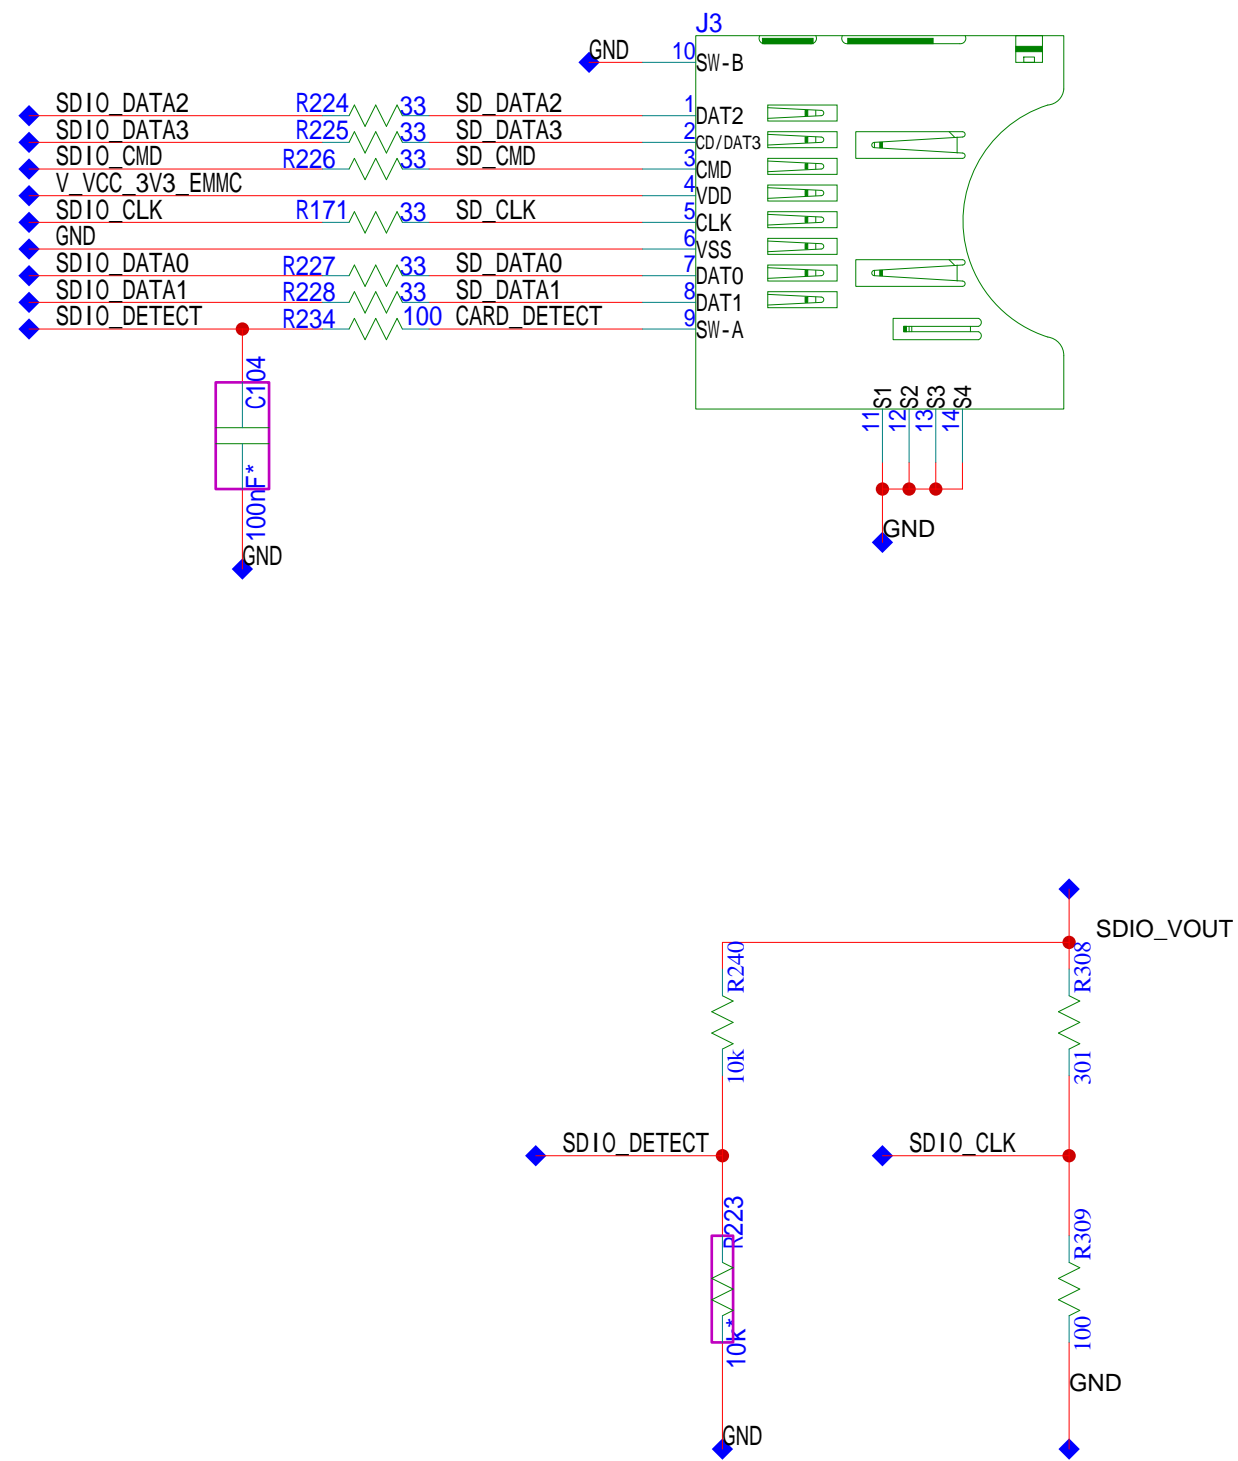 J3
GND 10 SW-B
SDIO_DATA2 R224 33 SD_DATA2 1 DAT2
SDIO_DATA3 R225 33 SD_DATA3 2 CD/DAT3
SDIO_CMD R226 33 SD_CMD 3 CMD
V_VCC_3V3_EMMC 4 VDD
SDIO_CLK R171 33 SD_CLK 5 CLK
GND 6 VSS
SDIO_DATA0 R227 33 SD_DATA0 7 DAT0
SDIO_DATA1 R228 33 SD_DATA1 8 DAT1
SDIO_DETECT R234 100 CARD_DETECT 9 SW-A
C104
100nF*
GND
S1 S2 S3 S4
11 12 13 14
GND
SDIO_VOUT
R240 R308
10k 301
SDIO_DETECT SDIO_CLK
R223 R309
10k* 100
GND
GND